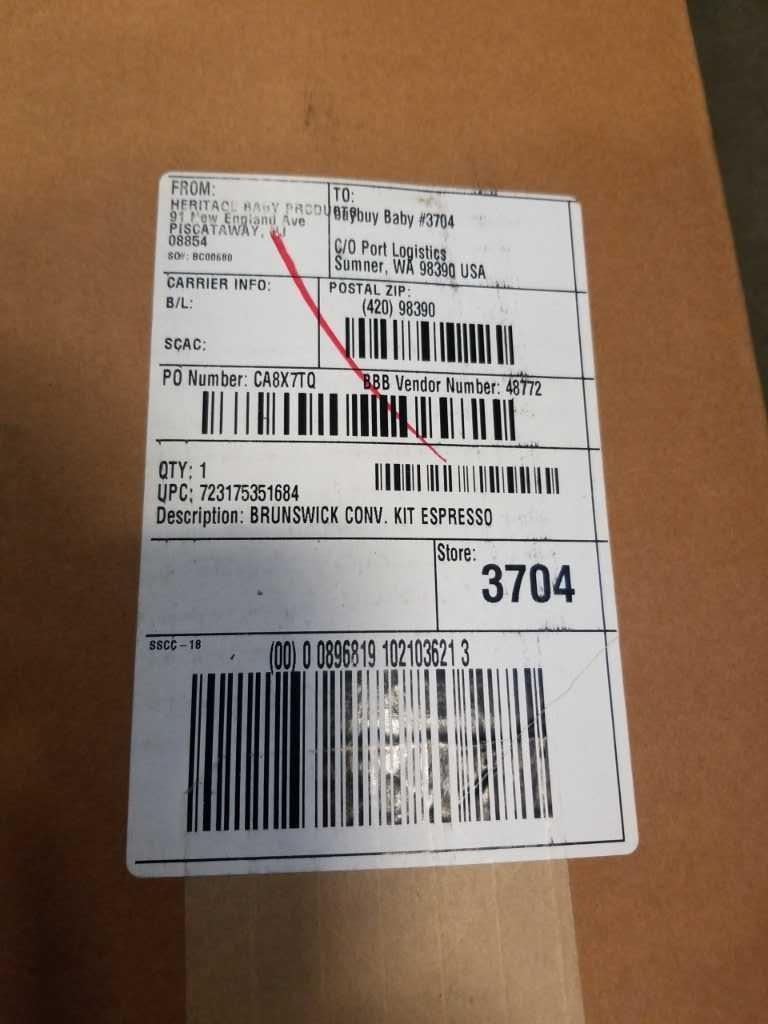 FROM:
HERITAGE BABY PRODUCTS
91 New England Ave
PISCATAWAY, NJ
08854
SO#: BC00680
TO:
buybuy Baby #3704
C/O Port Logistics
Sumner, WA 98390 USA
CARRIER INFO:
B/L:
SCAC:
POSTAL ZIP:
(420) 98390
PO Number: CA8X7TQ BBB Vendor Number: 48772
QTY: 1
UPC: 723175351684
Description: BRUNSWICK CONV. KIT ESPRESSO
Store:
3704
SSCC-18
(00) 0 0896819 102103621 3